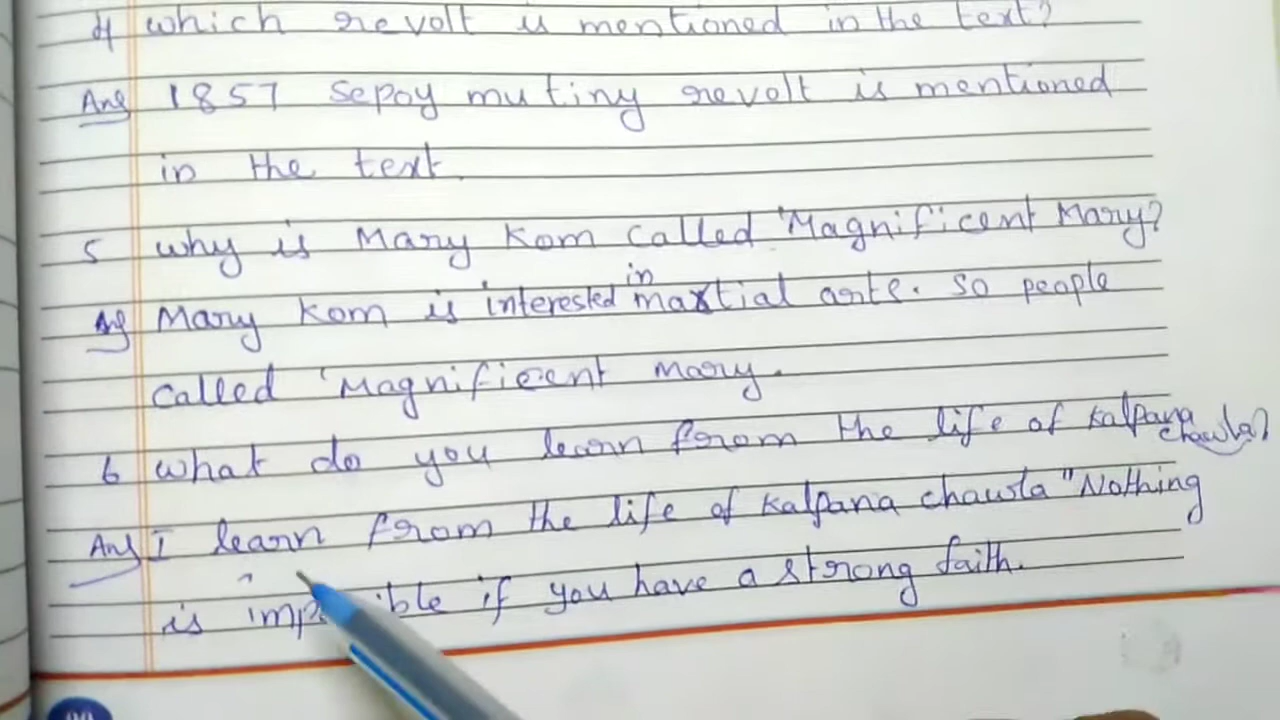 4 which revolt is mentioned in the text?
Ans 1857 sepoy mutiny revolt is mentioned
in the text.
5 why is Mary Kom called 'Magnificent Mary?
Ans Mary Kom is interested in martial arts. so people
called 'Magnificent mary.
6 what do you learn from the life of Kalpana chawla?
Ans I learn from the life of Kalpana chawla "Nothing
is if you have a strong faith.